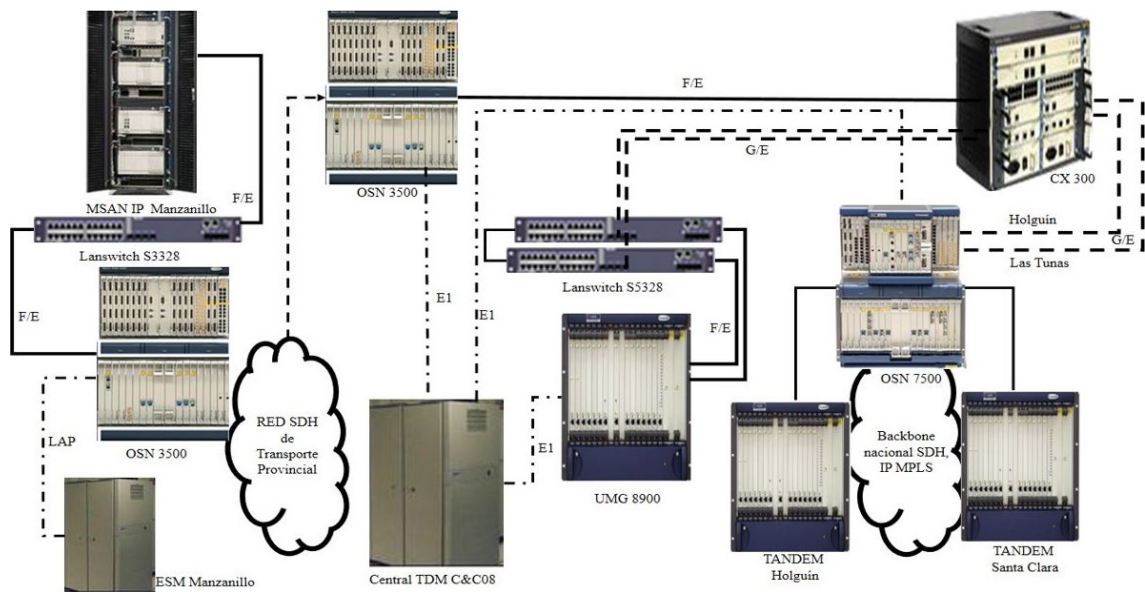 F/E
MSAN IP Manzanillo
Lanswitch S3328
F/E
OSN 3500
LAP
ESM Manzanillo
RED SDH
de
Transporte
Provincial
OSN 3500
F/E
G/E
E1
E1
Lanswitch S5328
F/E
UMG 8900
E1
Central TDM C&C08
CX 300
Holguín
G/E
Las Tunas
OSN 7500
Backbone
nacional SDH,
IP MPLS
TANDEM
Holguín
TANDEM
Santa Clara